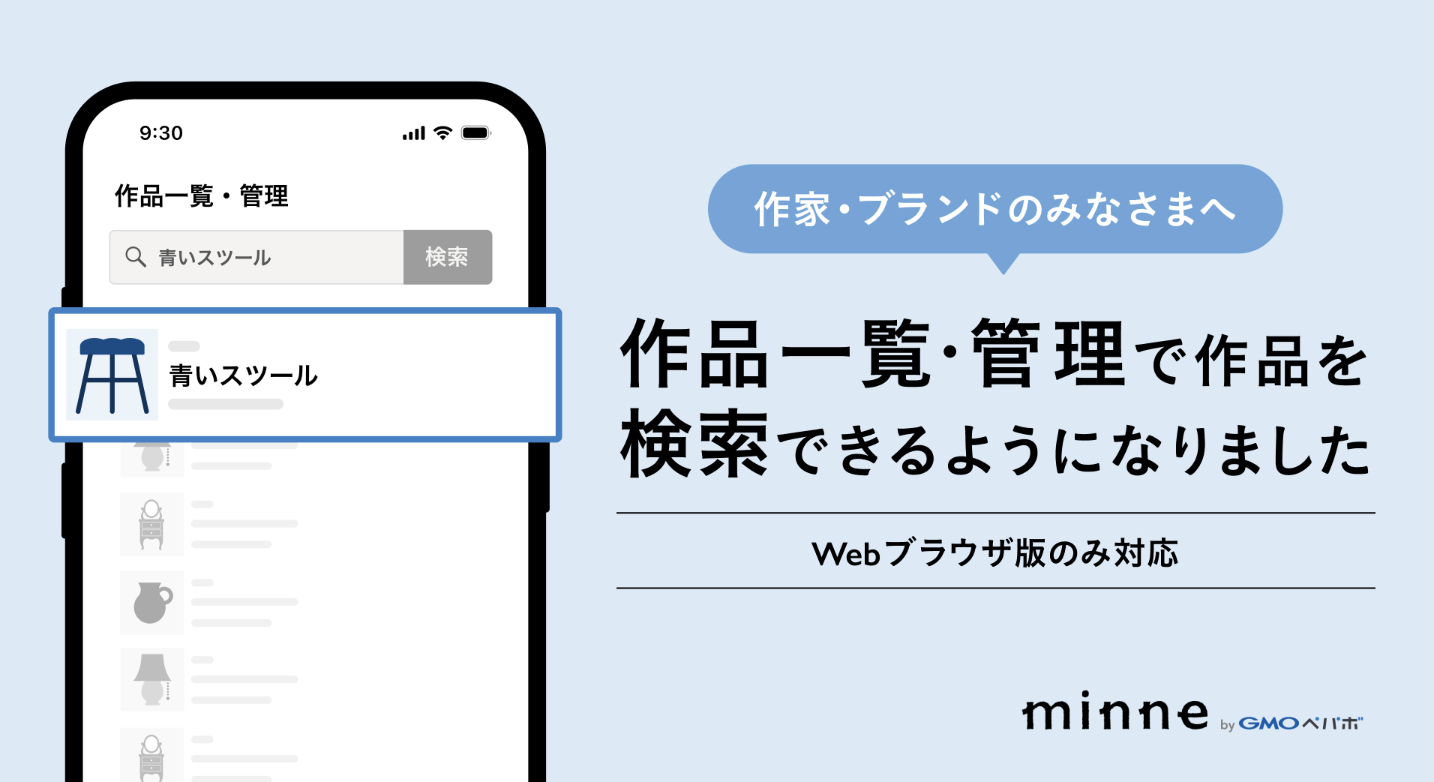 9:30
作品一覧・管理
青いスツール
検索
青いスツール
作家・ブランドのみなさまへ
作品一覧・管理で作品を
検索できるようになりました
Webブラウザ版のみ対応
minne by GMOペパボ